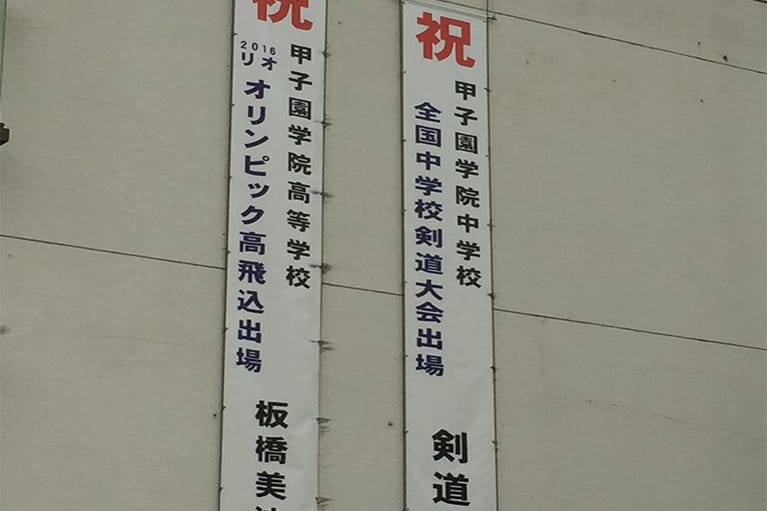 祝
甲子園学院中学校
全国中学校剣道大会出場
剣道
祝
甲子園学院高等学校
2016
リオ オリンピック高飛込出場
板橋美